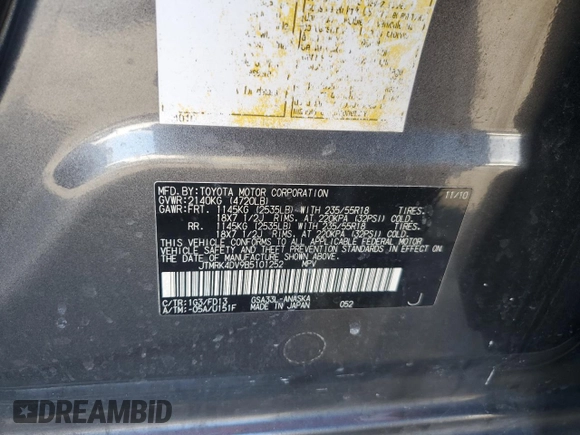 MFD.BY:TOYOTA MOTOR CORPORATION 11/10
GVWR:2140KG (4720LB)
GAWR:FRT. 1145KG (2535LB) WITH 235/55R18 TIRES.
18X7 1/2J RIMS. AT 220KPA (32PSI) COLD.
RR. 1145KG (2535LB) WITH 235/55R18 TIRES.
18X7 1/2J RIMS. AT 220KPA (32PSI) COLD.
THIS VEHICLE CONFORMS TO ALL APPLICABLE FEDERAL MOTOR
VEHICLE SAFETY AND THEFT PREVENTION STANDARDS IN
EFFECT ON THE DATE OF MANUFACTURE SHOWN ABOVE.
JTMRK4DV9B5101252 MPV
C/TR:1G3/FD13 GSA33L-ANASKA
A/TM:-05A/U151F MADE IN JAPAN 052 J
DREAMBID